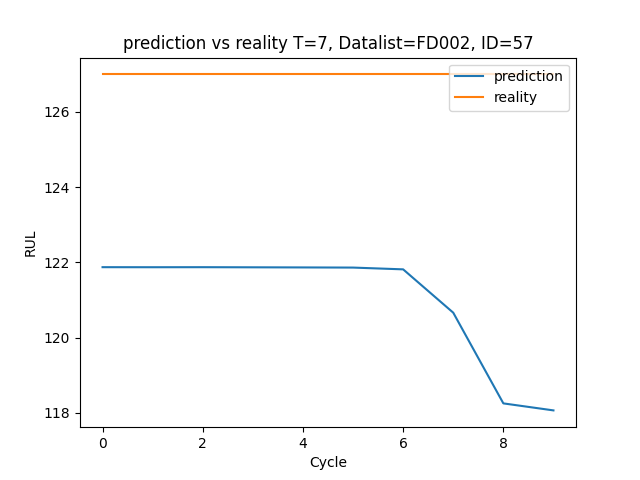 prediction vs reality T=7, Datalist=FD002, ID=57
prediction
reality
126
124
122
120
118
RUL
0 2 4 6 8
Cycle